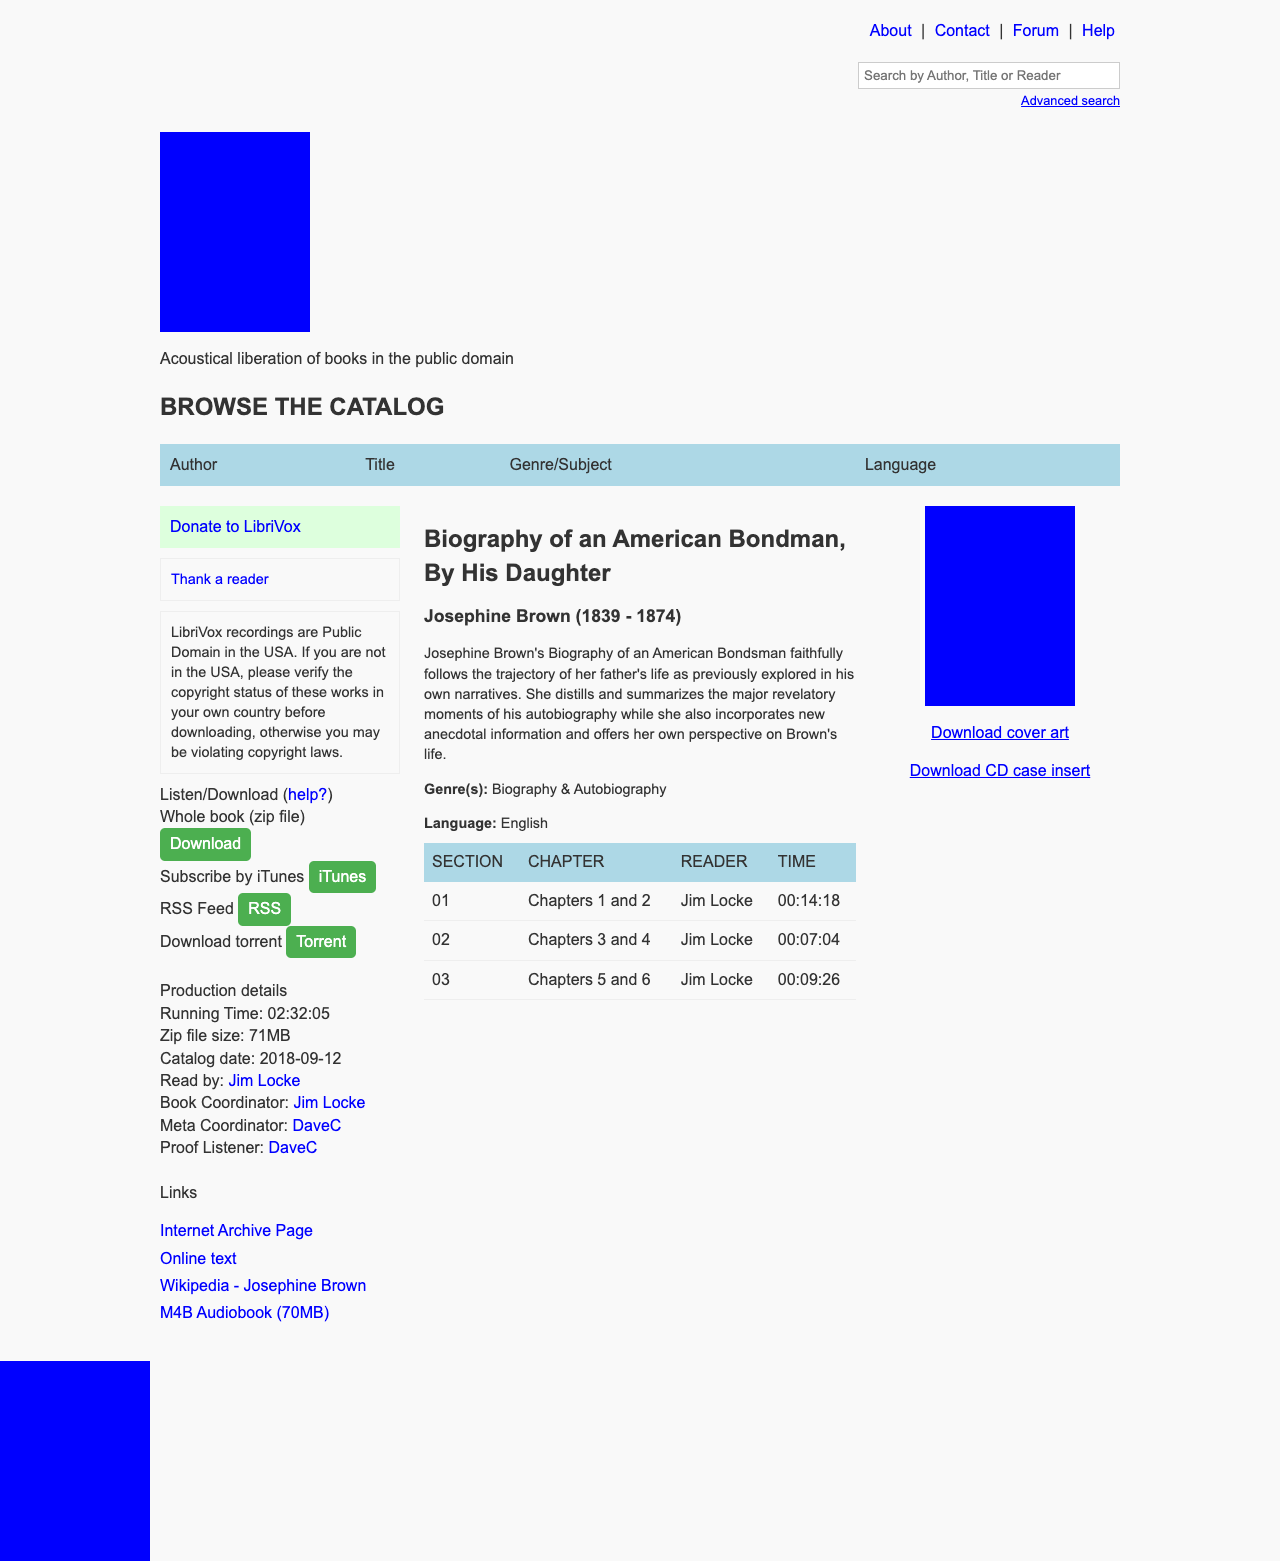 About | Contact | Forum | Help
Search by Author, Title or Reader
Advanced search
Acoustical liberation of books in the public domain
BROWSE THE CATALOG
Author Title Genre/Subject Language
Donate to LibriVox
Thank a reader
LibriVox recordings are Public
Domain in the USA. If you are not
in the USA, please verify the
copyright status of these works in
your own country before
downloading, otherwise you may
be violating copyright laws.
Listen/Download (help?)
Whole book (zip file)
Download
Subscribe by iTunes iTunes
RSS Feed RSS
Download torrent Torrent
Production details
Running Time: 02:32:05
Zip file size: 71MB
Catalog date: 2018-09-12
Read by: Jim Locke
Book Coordinator: Jim Locke
Meta Coordinator: DaveC
Proof Listener: DaveC
Links
Internet Archive Page
Online text
Wikipedia - Josephine Brown
M4B Audiobook (70MB)
Biography of an American Bondman,
By His Daughter
Josephine Brown (1839 - 1874)
Josephine Brown's Biography of an American Bondsman faithfully
follows the trajectory of her father's life as previously explored in his
own narratives. She distills and summarizes the major revelatory
moments of his autobiography while she also incorporates new
anecdotal information and offers her own perspective on Brown's
life.
Genre(s): Biography & Autobiography
Language: English
SECTION CHAPTER READER TIME
01 Chapters 1 and 2 Jim Locke 00:14:18
02 Chapters 3 and 4 Jim Locke 00:07:04
03 Chapters 5 and 6 Jim Locke 00:09:26
Download cover art
Download CD case insert